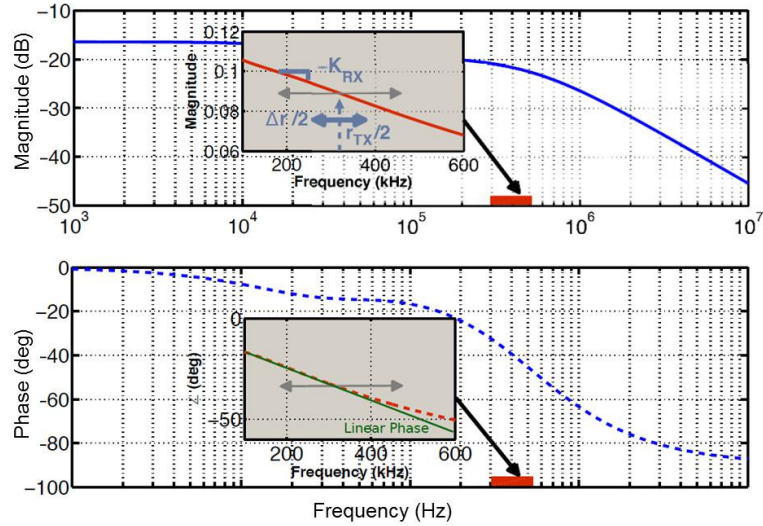 Magnitude (dB)
−10
−20
−30
−40
−50
10^3
10^4
10^5
10^6
10^7
Magnitude
0.12
0.1
0.08
0.06
−K_RX
Δr/2
r_TX/2
200
400
600
Frequency (kHz)
Phase (deg)
0
−20
−40
−60
−80
−100
∠ (deg)
0
−50
Linear Phase
200
400
600
Frequency (kHz)
Frequency (Hz)